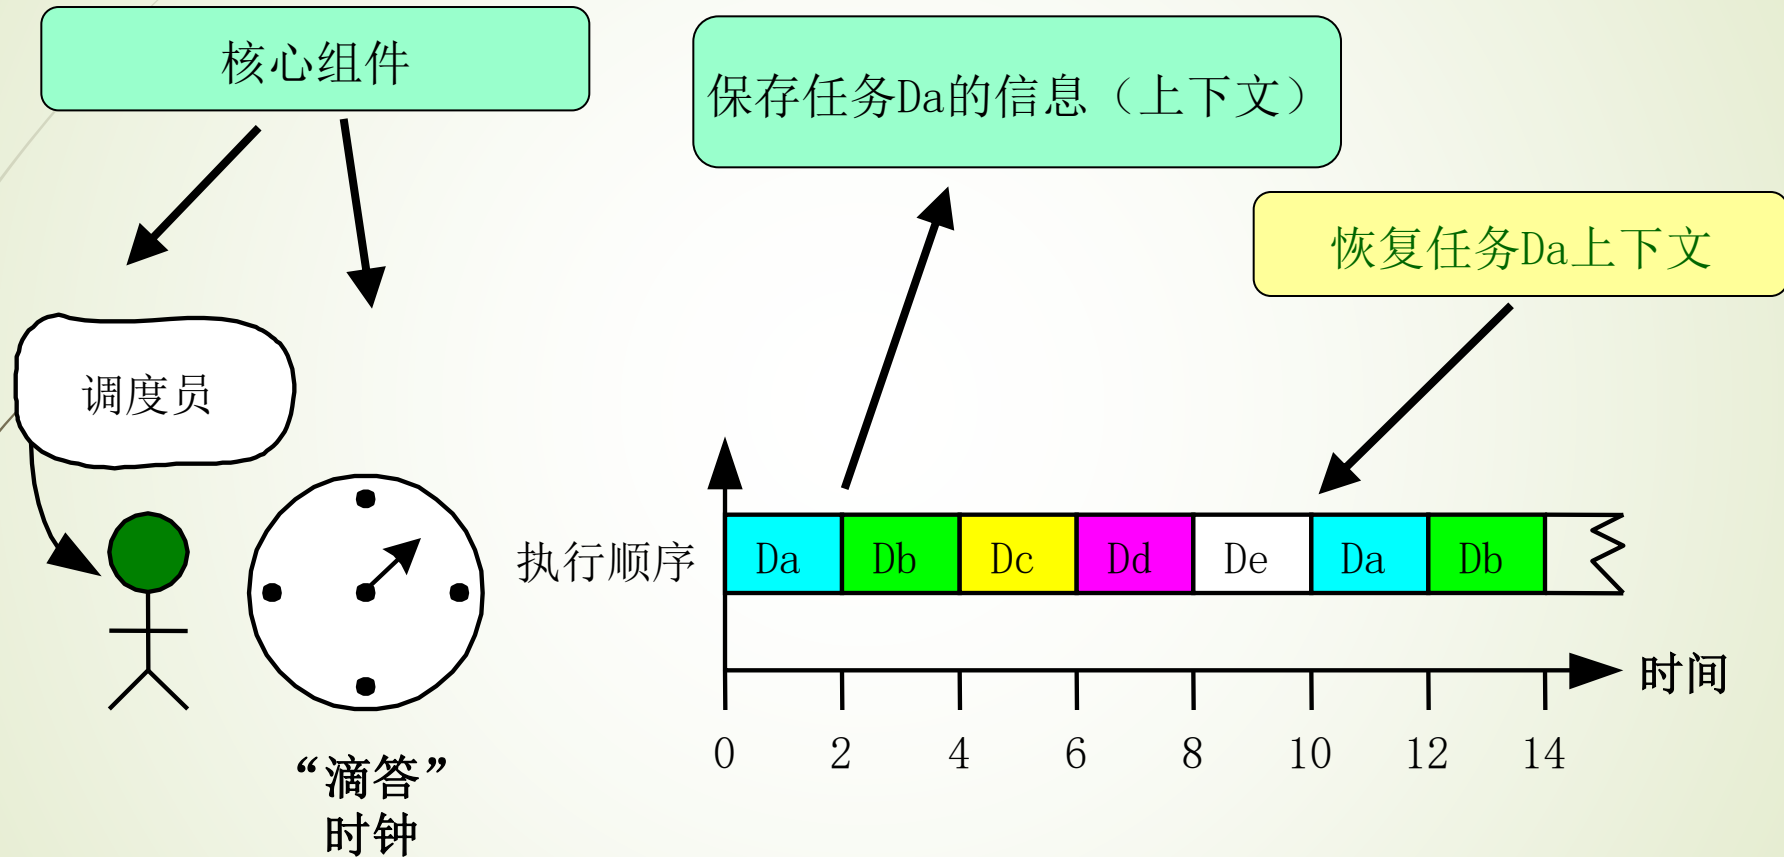 核心组件
保存任务Da的信息（上下文）
恢复任务Da上下文
调度员
执行顺序
Da Db Dc Dd De Da Db
时间
0 2 4 6 8 10 12 14
“滴答”
时钟